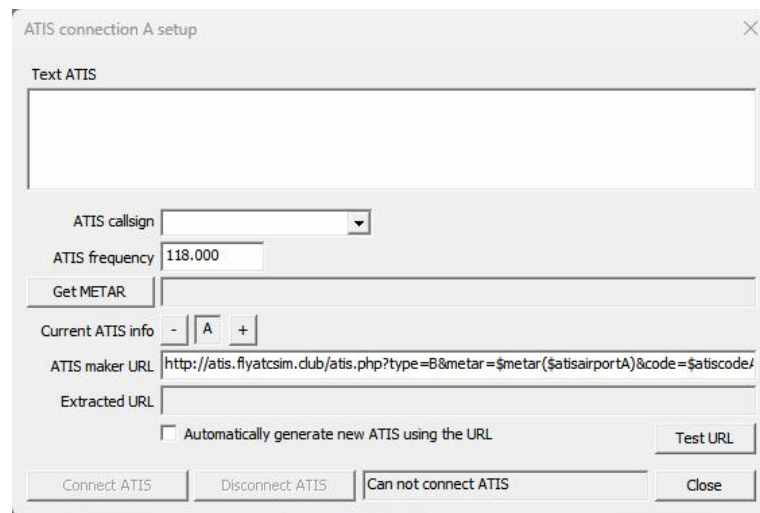 ATIS connection A setup
Text ATIS
ATIS callsign
ATIS frequency 118.000
Get METAR
Current ATIS info - A +
ATIS maker URL http://atis.flyatcsim.club/atis.php?type=B&metar=$metar($atisairportA)&code=$atiscodeA
Extracted URL
Automatically generate new ATIS using the URL Test URL
Connect ATIS Disconnect ATIS Can not connect ATIS Close